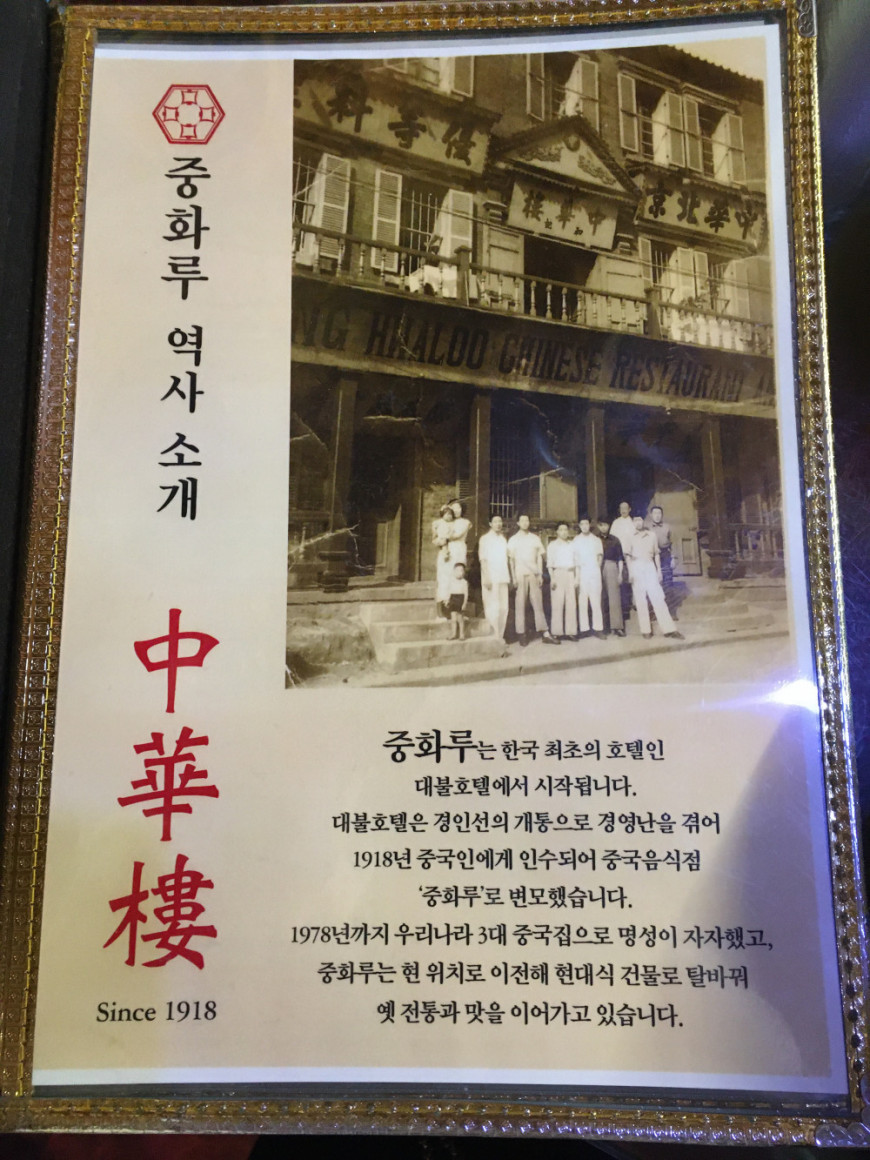 중화루 역사 소개
中華樓
Since 1918
優等料
中華樓
中華北京
NG CHINESE RESTAURANT
중화루는 한국 최초의 호텔인
대불호텔에서 시작됩니다.
대불호텔은 경인선의 개통으로 경영난을 겪어
1918년 중국인에게 인수되어 중국음식점
‘중화루’로 변모했습니다.
1978년까지 우리나라 3대 중국집으로 명성이 자자했고,
중화루는 현 위치로 이전해 현대식 건물로 탈바꿔
옛 전통과 맛을 이어가고 있습니다.